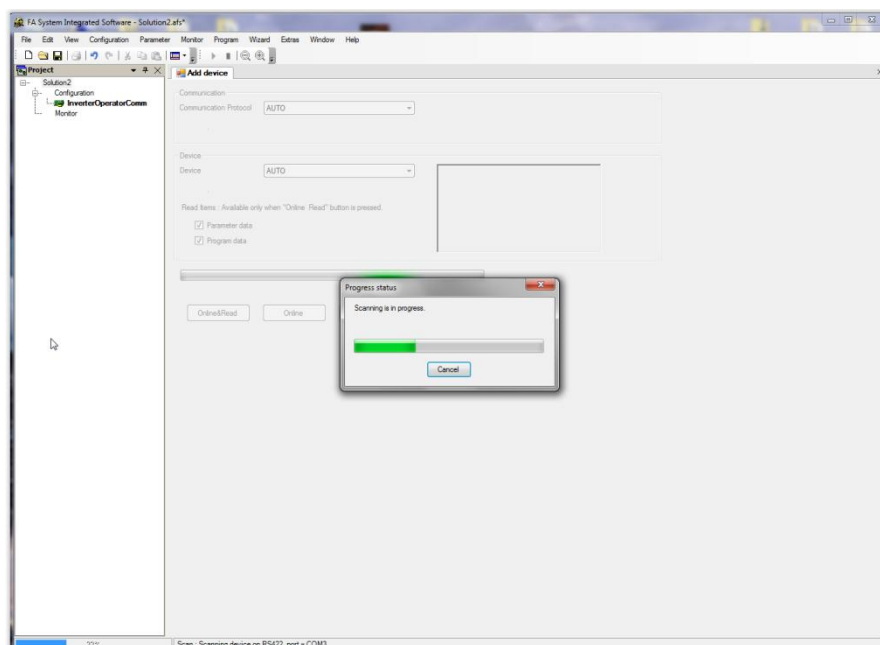 FA System Integrated Software - Solution2.afs*
File Edit View Configuration Parameter Monitor Program Wizard Extras Window Help
Project
Add device
Solution2
Configuration
InverterOperatorComm
Monitor
Communication
Communication Protocol AUTO
Device
Device AUTO
Read Items : Available only when "Online Read" button is pressed.
Parameter data
Program data
Online&Read Online
Progress status
Scanning is in progress.
Cancel
Scan : Scanning device on RS422, port = COM3